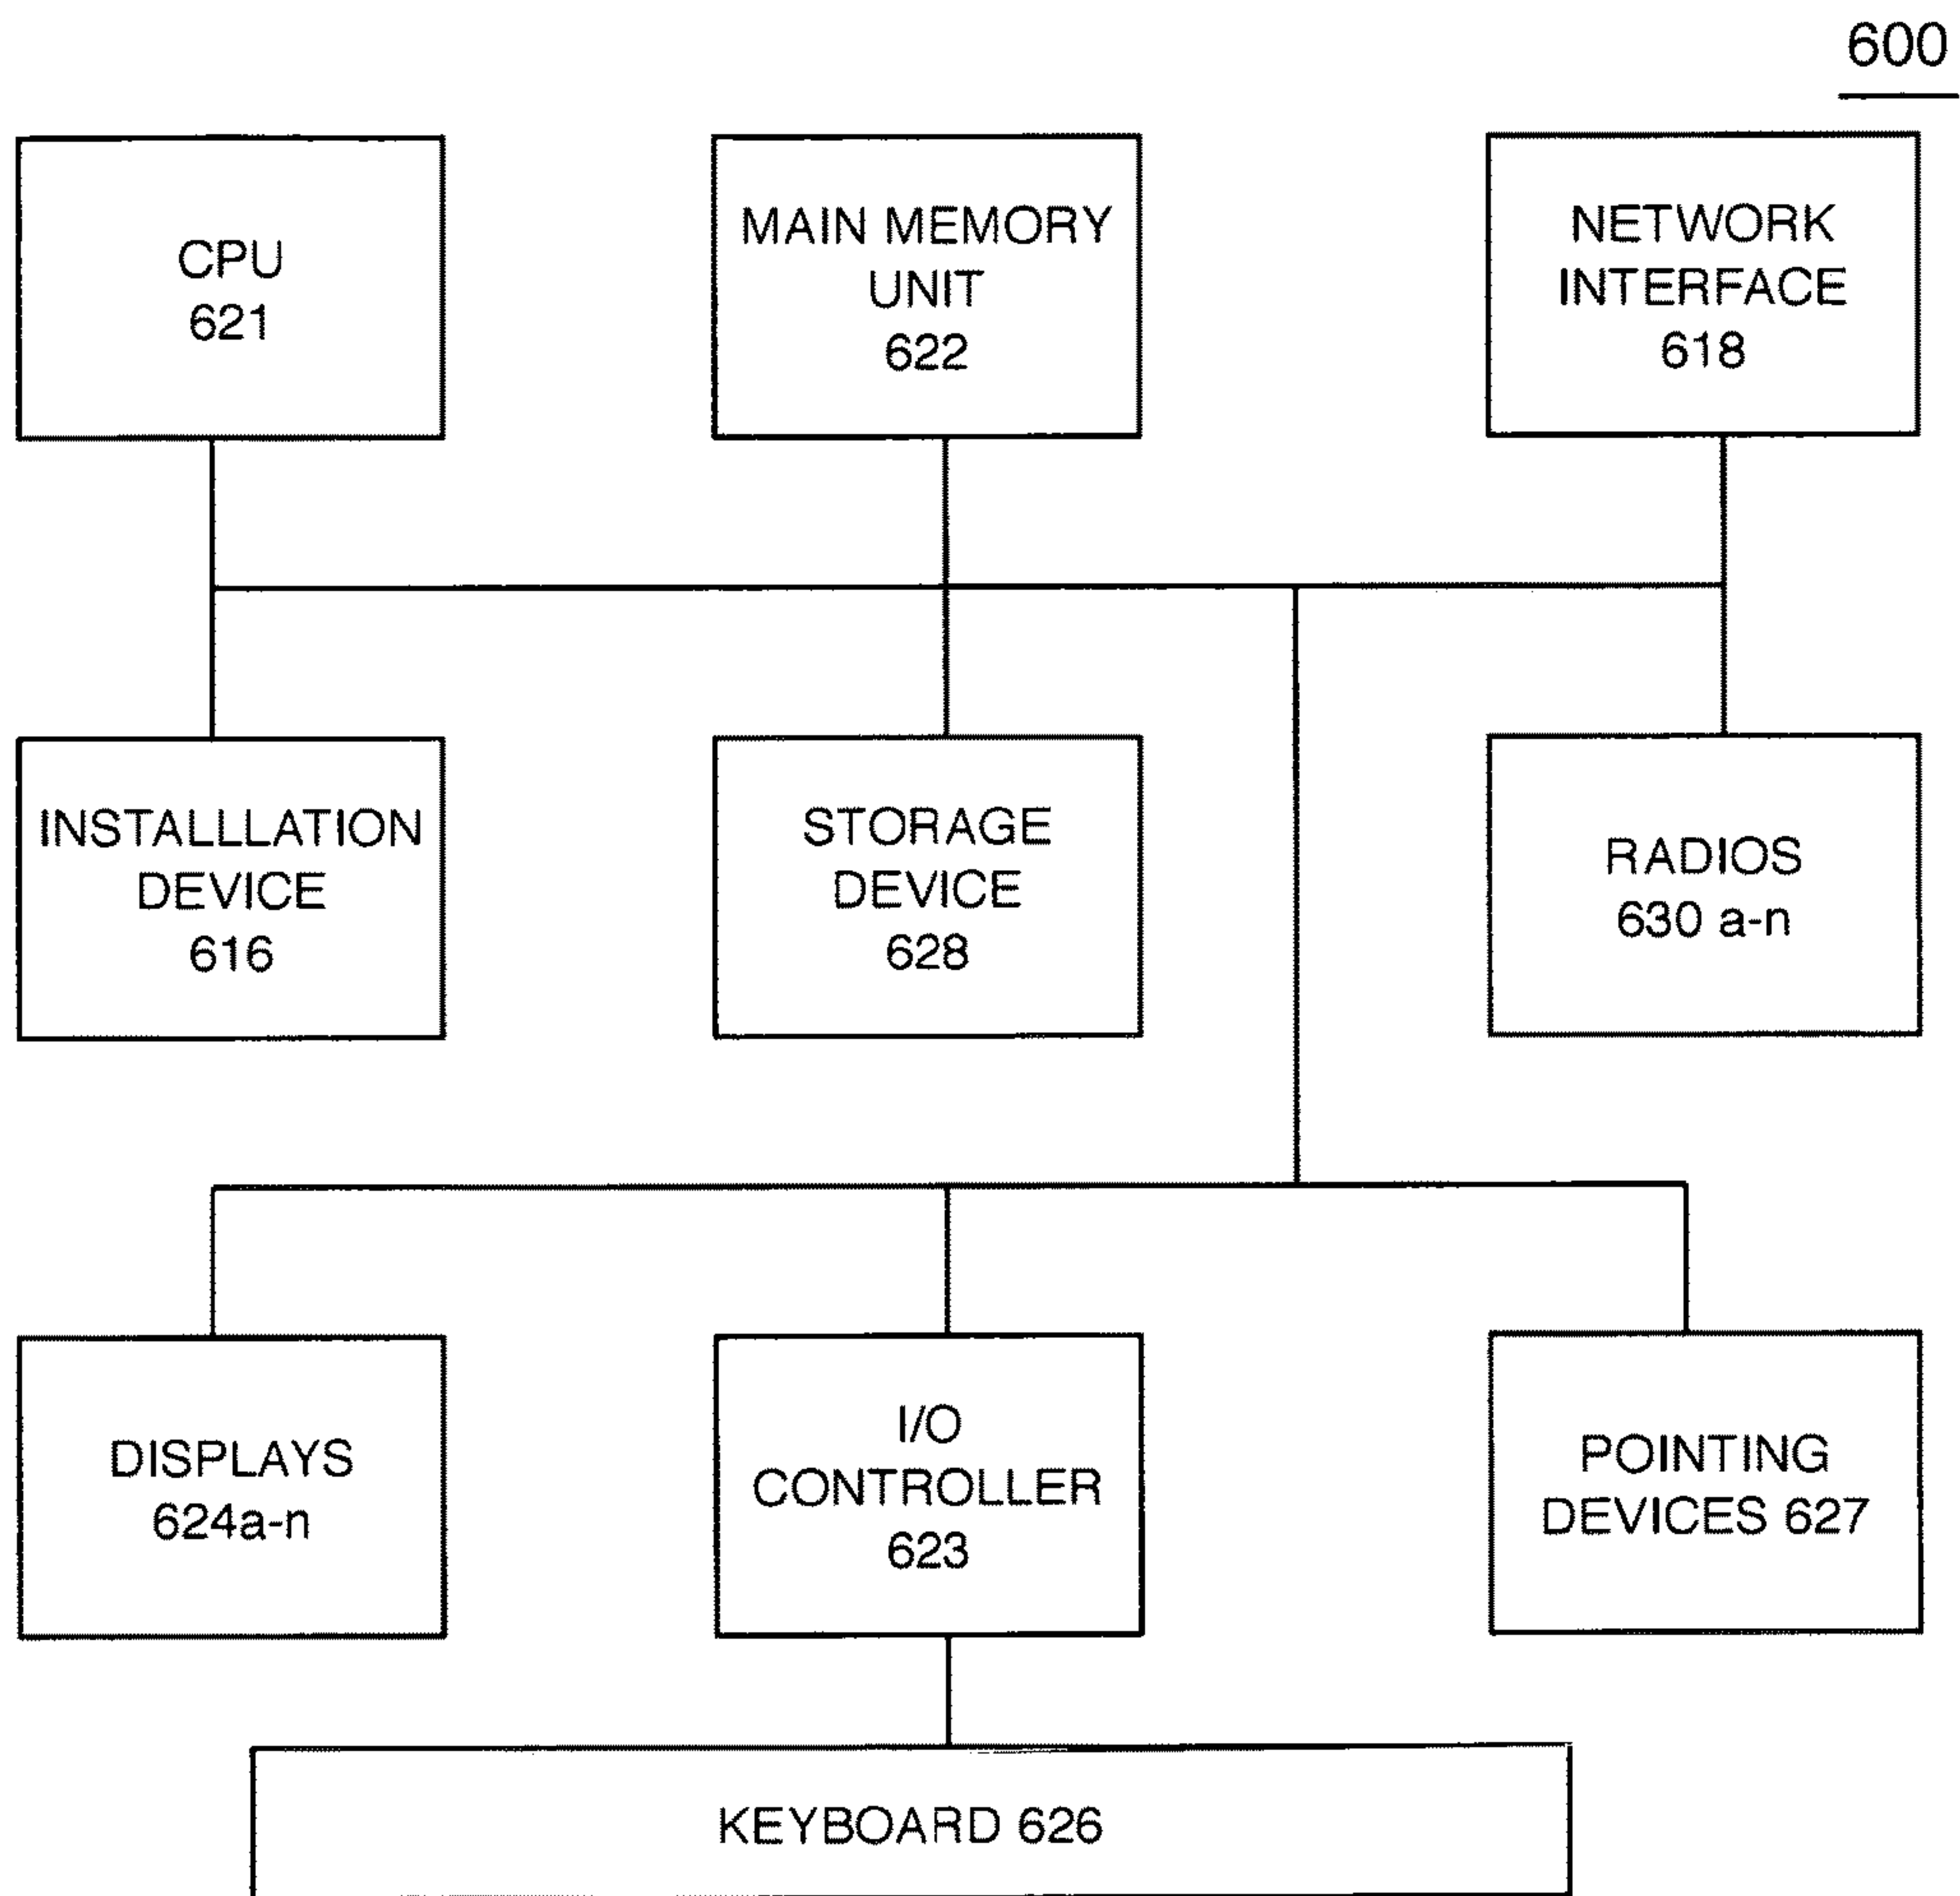 600
CPU
621
MAIN MEMORY
UNIT
622
NETWORK
INTERFACE
618
INSTALLLATION
DEVICE
616
STORAGE
DEVICE
628
RADIOS
630 a-n
DISPLAYS
624a-n
I/O
CONTROLLER
623
POINTING
DEVICES 627
KEYBOARD 626